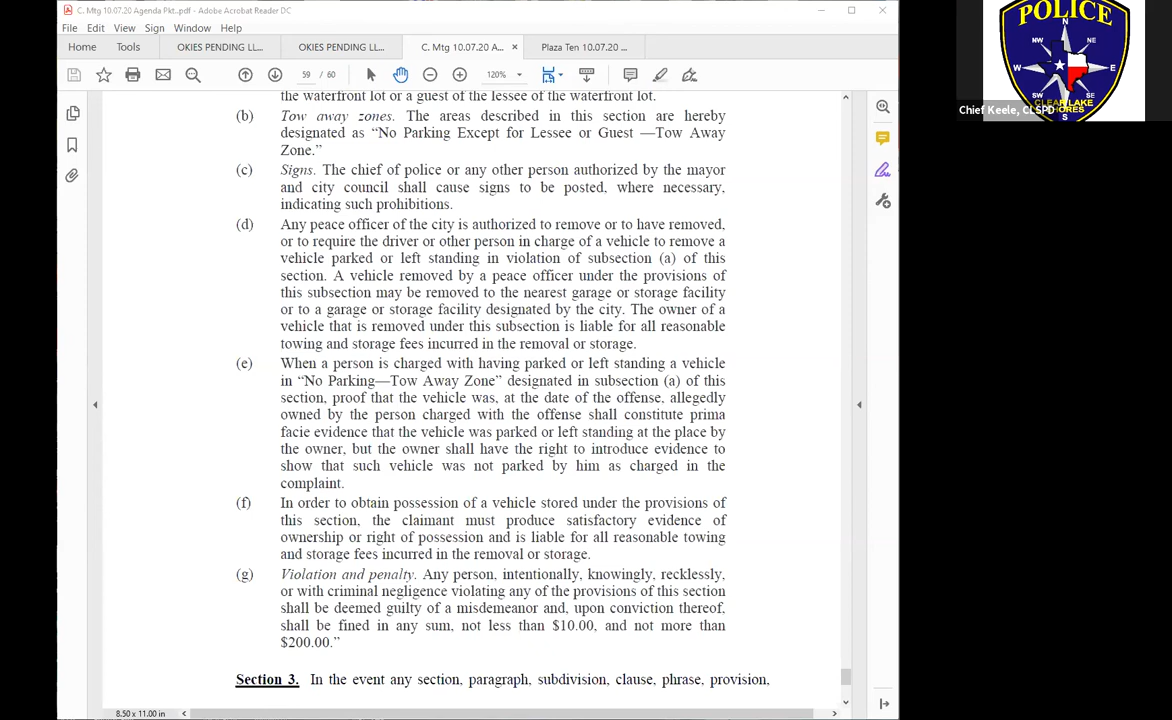 C. Mtg 10.07.20 Agenda Pkt..pdf - Adobe Acrobat Reader DC
File Edit View Sign Window Help
Home Tools OKIES PENDING LL... OKIES PENDING LL... C. Mtg 10.07.20 A... × Plaza Ten 10.07.20 ...
59 / 60 120%
the waterfront lot or a guest of the lessee of the waterfront lot.
(b) Tow away zones. The areas described in this section are hereby
designated as “No Parking Except for Lessee or Guest —Tow Away
Zone.”
(c) Signs. The chief of police or any other person authorized by the mayor
and city council shall cause signs to be posted, where necessary,
indicating such prohibitions.
(d) Any peace officer of the city is authorized to remove or to have removed,
or to require the driver or other person in charge of a vehicle to remove a
vehicle parked or left standing in violation of subsection (a) of this
section. A vehicle removed by a peace officer under the provisions of
this subsection may be removed to the nearest garage or storage facility
or to a garage or storage facility designated by the city. The owner of a
vehicle that is removed under this subsection is liable for all reasonable
towing and storage fees incurred in the removal or storage.
(e) When a person is charged with having parked or left standing a vehicle
in “No Parking—Tow Away Zone” designated in subsection (a) of this
section, proof that the vehicle was, at the date of the offense, allegedly
owned by the person charged with the offense shall constitute prima
facie evidence that the vehicle was parked or left standing at the place by
the owner, but the owner shall have the right to introduce evidence to
show that such vehicle was not parked by him as charged in the
complaint.
(f) In order to obtain possession of a vehicle stored under the provisions of
this section, the claimant must produce satisfactory evidence of
ownership or right of possession and is liable for all reasonable towing
and storage fees incurred in the removal or storage.
(g) Violation and penalty. Any person, intentionally, knowingly, recklessly,
or with criminal negligence violating any of the provisions of this section
shall be deemed guilty of a misdemeanor and, upon conviction thereof,
shall be fined in any sum, not less than $10.00, and not more than
$200.00.”
Section 3. In the event any section, paragraph, subdivision, clause, phrase, provision,
8.50 x 11.00 in
POLICE
N
NW NE
W E
SW SE
S
CLEAR LAKE
SHORES
Chief Keele, CLSPD